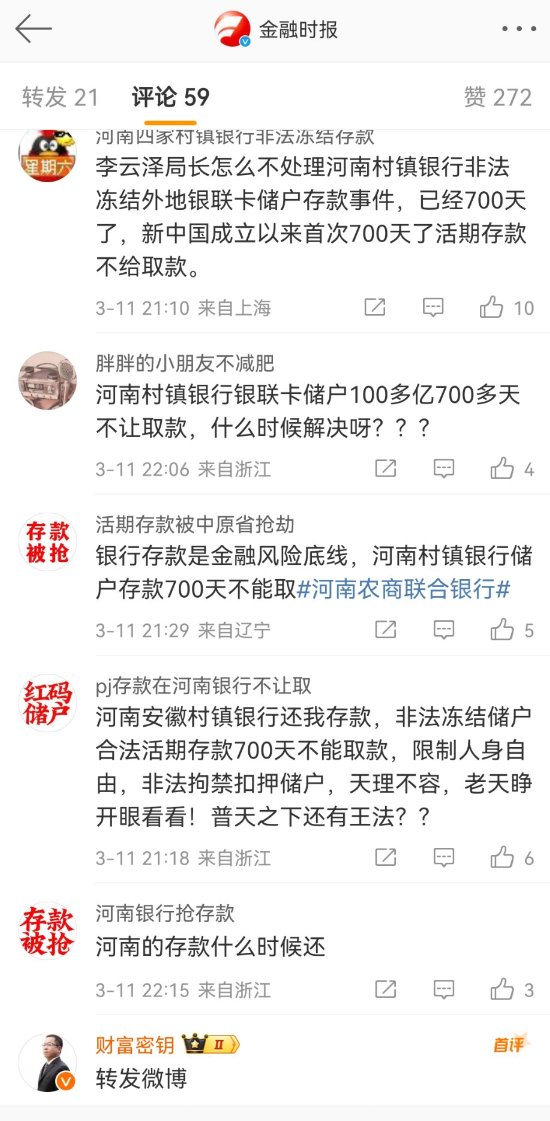 金融时报
转发 21 评论 59 赞 272
河南四家村镇银行非法冻结存款
星期六
李云泽局长怎么不处理河南村镇银行非法
冻结外地银联卡储户存款事件，已经700天
了，新中国成立以来首次700天了活期存款
不给取款。
3-11 21:10 来自上海 10
胖胖的小朋友不减肥
河南村镇银行银联卡储户100多亿700多天
不让取款，什么时候解决呀？？？
3-11 22:06 来自浙江 4
存款
被抢
活期存款被中原省抢劫
银行存款是金融风险底线，河南村镇银行储
户存款700天不能取#河南农商联合银行#
3-11 21:29 来自辽宁 5
红码
储户
pj存款在河南银行不让取
河南安徽村镇银行还我存款，非法冻结储户
合法活期存款700天不能取款，限制人身自
由，非法拘禁扣押储户，天理不容，老天睁
开眼看看！普天之下还有王法？？
3-11 21:18 来自浙江 6
存款
被抢
河南银行抢存款
河南的存款什么时候还
3-11 22:15 来自浙江 3
财富密钥 II 首评
转发微博